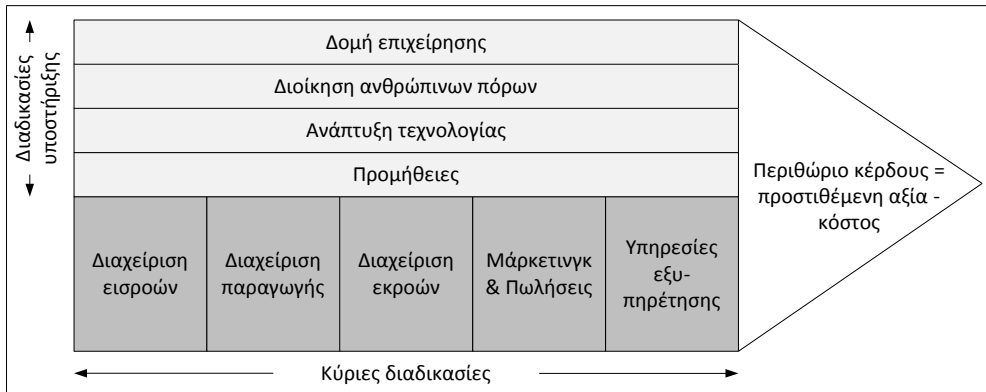 Διαδικασίες
υποστήριξης
Δομή επιχείρησης
Διοίκηση ανθρώπινων πόρων
Ανάπτυξη τεχνολογίας
Προμήθειες
Διαχείριση
εισροών
Διαχείριση
παραγωγής
Διαχείριση
εκροών
Μάρκετινγκ
& Πωλήσεις
Υπηρεσίες
εξυ-
πηρέτησης
Περιθώριο κέρδους =
προστιθέμενη αξία -
κόστος
Κύριες διαδικασίες